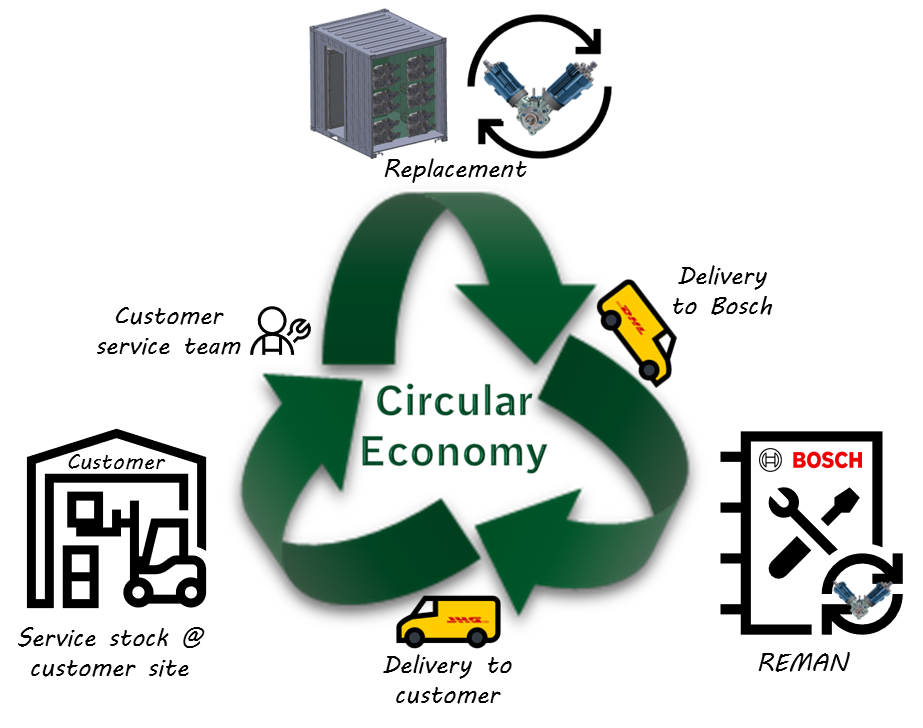 Replacement
Delivery
to Bosch
DHL
Customer
service team
Circular
Economy
Customer
BOSCH
DHL
Service stock @
customer site
Delivery to
customer
REMAN